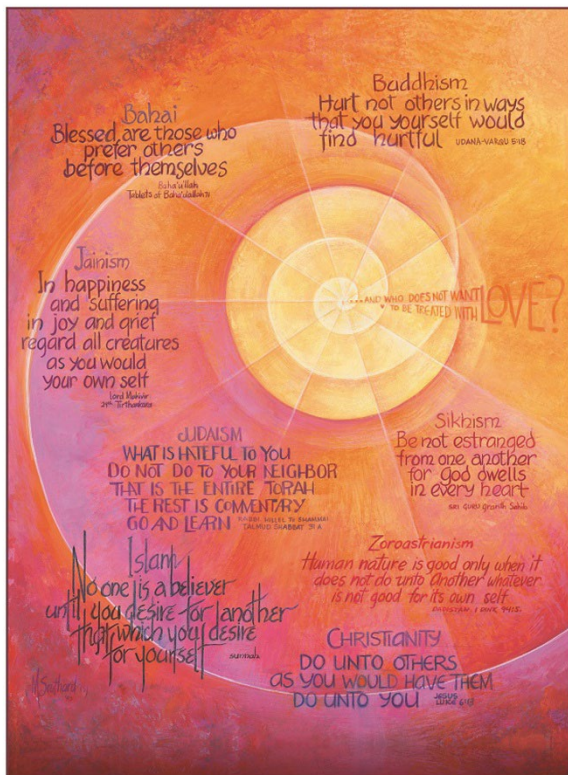 Buddhism
Hurt not others in ways
that you yourself would
find hurtful UDANA-VARGU 5:18
Bahai
Blessed are those who
prefer others
before themselves
Baha'u'llah
Tablets of Baha'u'llah 71
Jainism
In happiness
and suffering
in joy and grief
regard all creatures
as you would
your own self
Lord Mahavir
24th Tirthankara
...AND WHO DOES NOT WANT
TO BE TREATED WITH
LOVE?
Sikhism
Be not estranged
from one another
for God dwells
in every heart
SRI GURU Granth Sahib
JUDAISM
WHAT IS HATEFUL TO YOU
DO NOT DO TO YOUR NEIGHBOR
THAT IS THE ENTIRE TORAH
THE REST IS COMMENTARY
GO AND LEARN
TALMUD SHABBAT 31 A
Zoroastrianism
Human nature is good only when it
does not do unto another whatever
is not good for its own self
Islam
No one is a believer
until you desire for another
that which you desire
for yourself sunnah
CHRISTIANITY
DO UNTO OTHERS
AS YOU WOULD HAVE THEM
DO UNTO YOU JESUS
LUKE